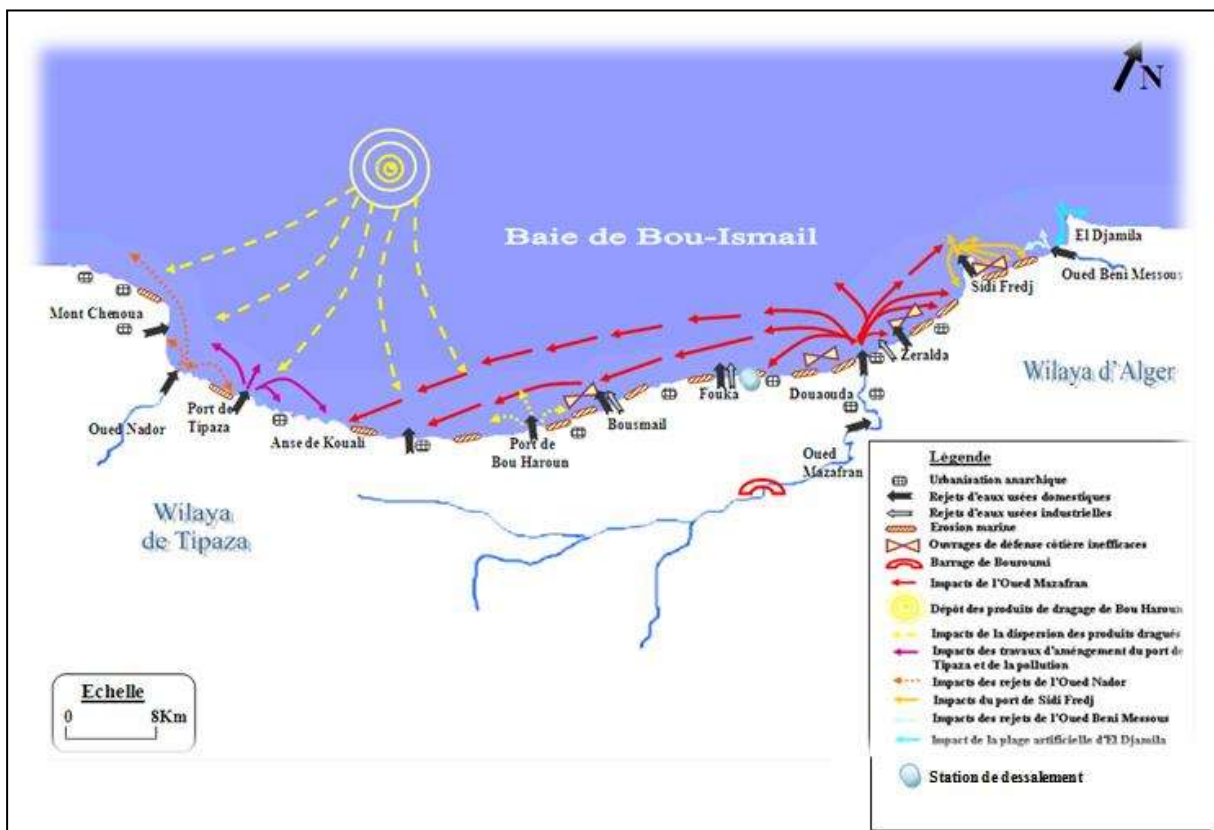 N
Baie de Bou-Ismail
El Djamila
Oued Beni Messous
Sidi Fredj
Mont Chenoua
Zeralda
Wilaya d'Alger
Fouka
Douaouda
Port de
Tipaza
Oued Nador
Anse de Kouali
Port de
Bou Haroun
Bousmail
Oued
Mazafran
Wilaya
de Tipaza
Echelle
0 8Km
Légende
Urbanisation anarchique
Rejets d'eaux usées domestiques
Rejets d'eaux usées industrielles
Erosion marine
Ouvrages de défense côtière inefficaces
Barrage de Bouroumi
Impacts de l'Oued Mazafran
Dépôt des produits de dragage de Bou Haroun
Impacts de la dispersion des produits dragués
Impacts des travaux d'améngement du port de
Tipaza et de la pollution
Impacts des rejets de l'Oued Nador
Impacts du port de Sidi Fredj
Impacts des rejets de l'Oued Beni Messous
Impact de la plage artificielle d'El Djamila
Station de dessalement